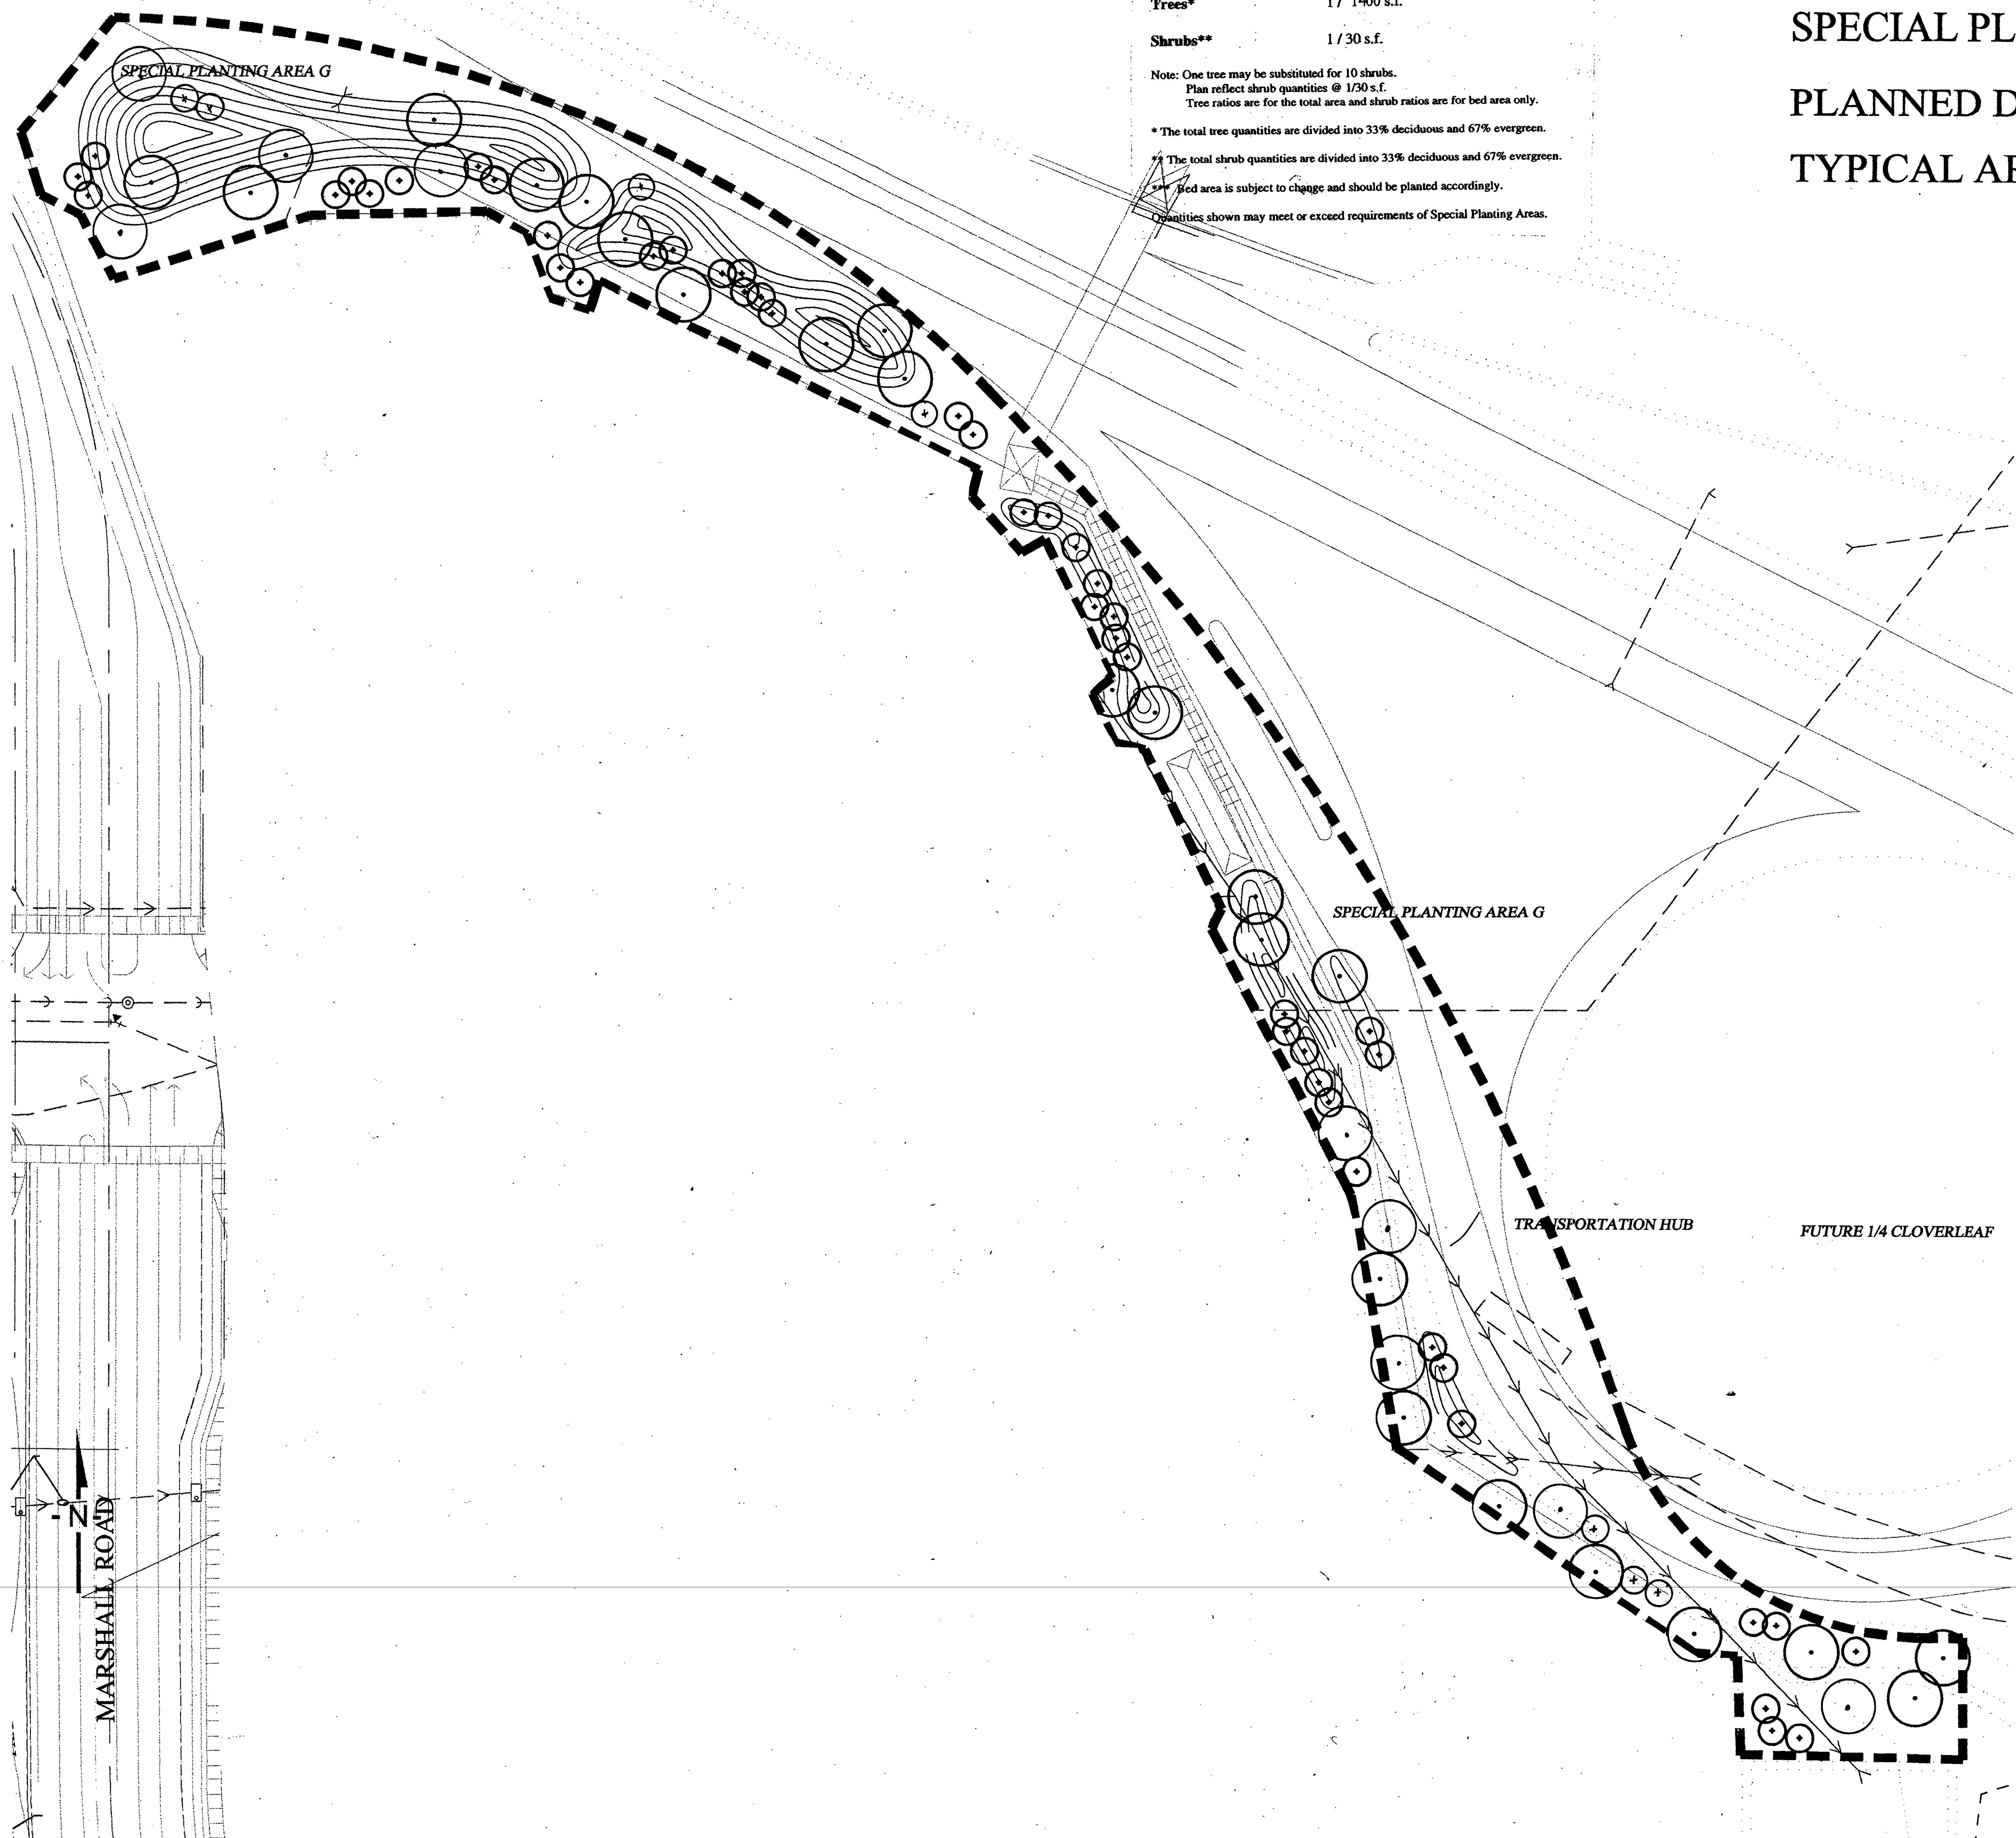 Trees* 1 / 1400 s.f.
Shrubs** 1 / 30 s.f.
Note: One tree may be substituted for 10 shrubs.
Plan reflect shrub quantities @ 1/30 s.f.
Tree ratios are for the total area and shrub ratios are for bed area only.
* The total tree quantities are divided into 33% deciduous and 67% evergreen.
** The total shrub quantities are divided into 33% deciduous and 67% evergreen.
*** Bed area is subject to change and should be planted accordingly.
Quantities shown may meet or exceed requirements of Special Planting Areas.
SPECIAL PL
PLANNED D
TYPICAL AR
SPECIAL PLANTING AREA G
SPECIAL PLANTING AREA G
TRANSPORTATION HUB
FUTURE 1/4 CLOVERLEAF
-N-
MARSHALL ROAD